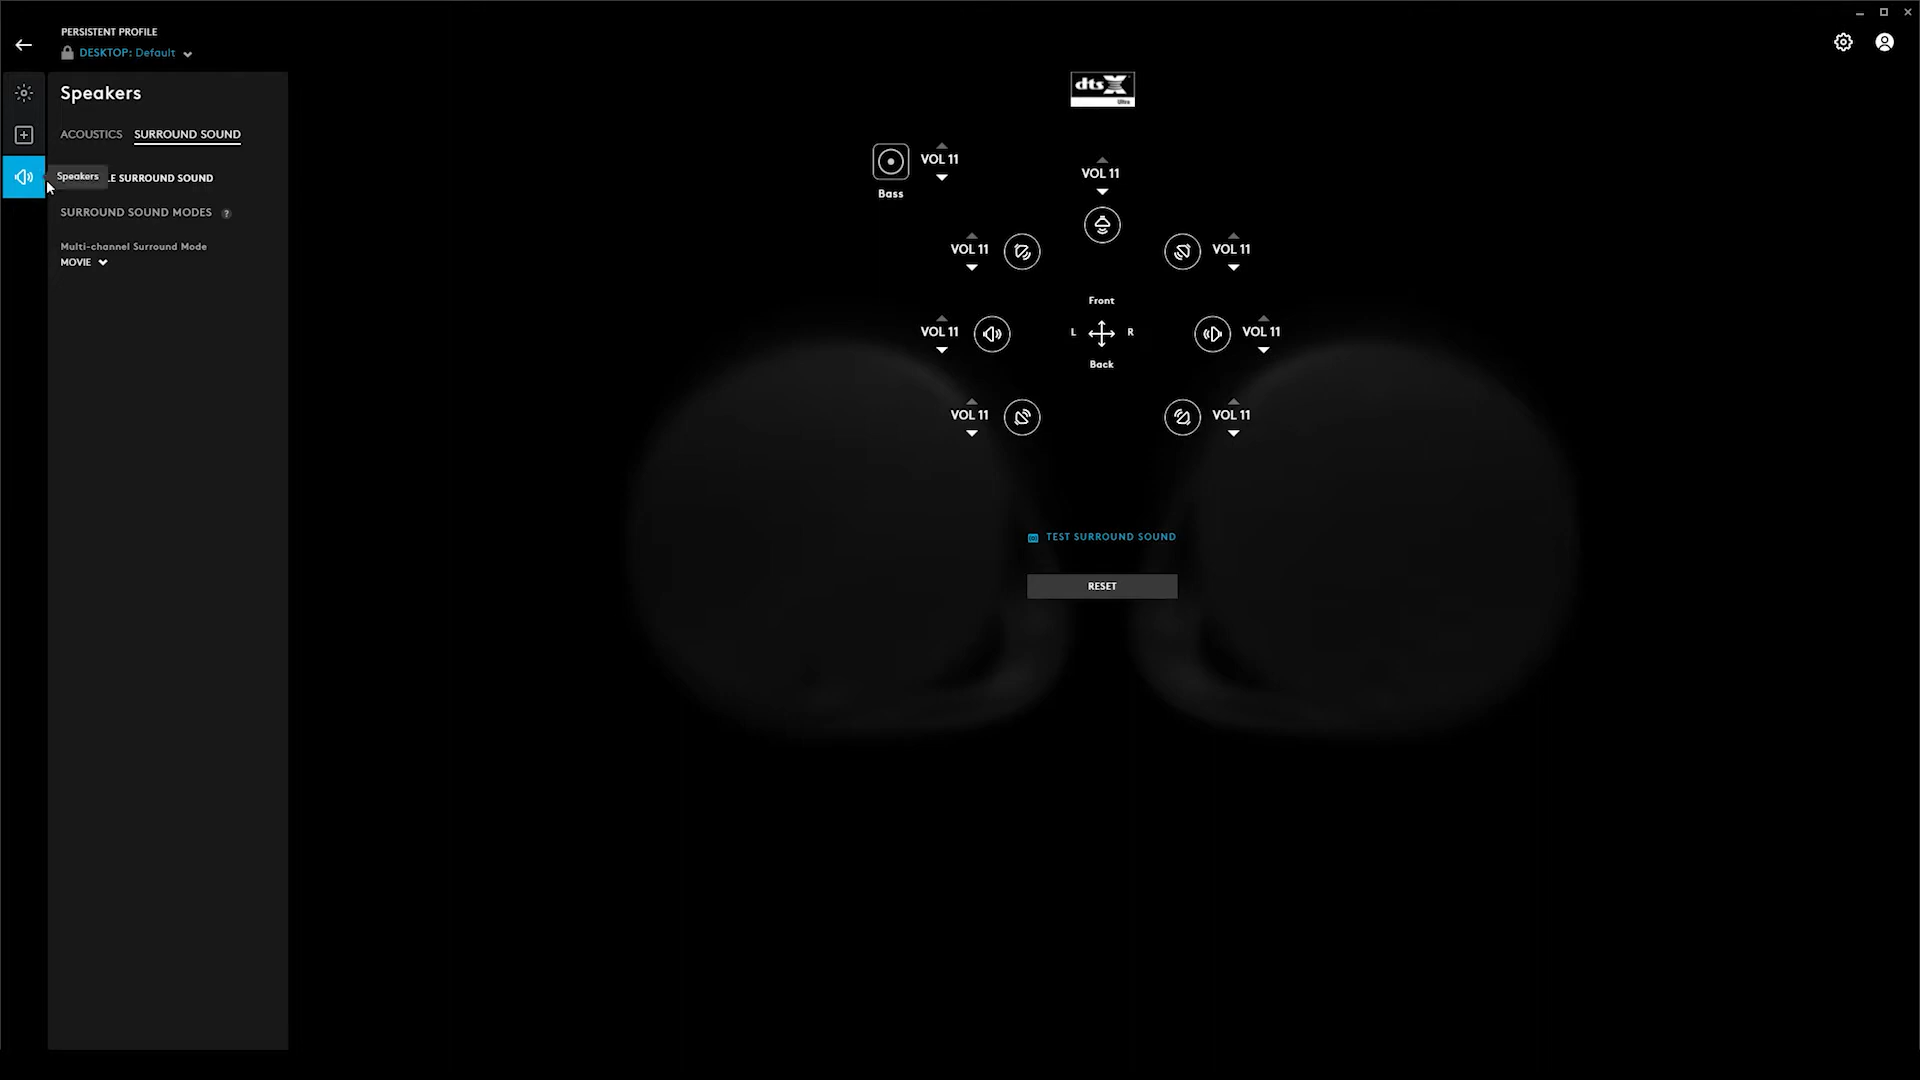 PERSISTENT PROFILE
DESKTOP: Default
Speakers
ACOUSTICS SURROUND SOUND
Speakers
LE SURROUND SOUND
SURROUND SOUND MODES ?
Multi-channel Surround Mode
MOVIE
dts X
Ultra
VOL 11
Bass
VOL 11
VOL 11
VOL 11
Front
VOL 11
L R
VOL 11
Back
VOL 11
VOL 11
TEST SURROUND SOUND
RESET